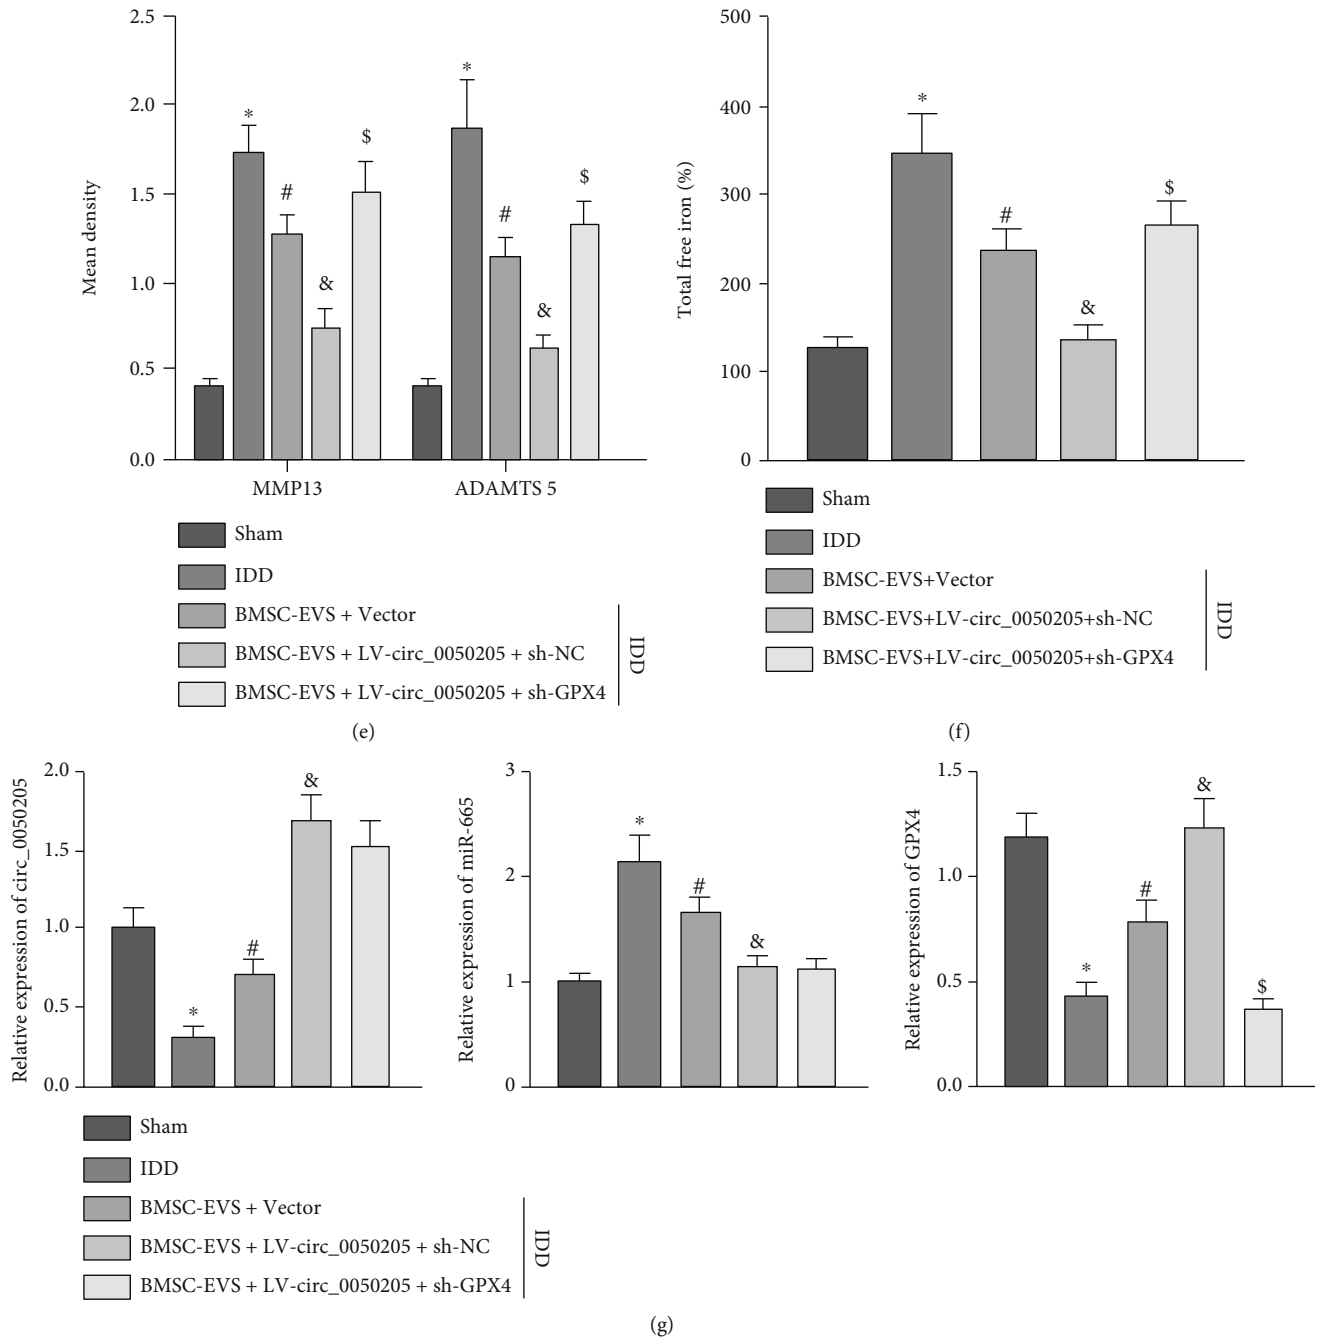 2.5
2.0
1.5
1.0
0.5
0.0
Mean density
*
#
&
$
*
#
&
$
MMP13
ADAMTS 5
Sham
IDD
BMSC-EVS + Vector
BMSC-EVS + LV-circ_0050205 + sh-NC
BMSC-EVS + LV-circ_0050205 + sh-GPX4
IDD
(e)
500
400
300
200
100
0
Total free iron (%)
*
#
&
$
Sham
IDD
BMSC-EVS+Vector
BMSC-EVS+LV-circ_0050205+sh-NC
BMSC-EVS+LV-circ_0050205+sh-GPX4
IDD
(f)
2.0
1.5
1.0
0.5
0.0
Relative expression of circ_0050205
*
#
&
3
2
1
0
Relative expression of miR-665
*
#
&
1.5
1.0
0.5
0.0
Relative expression of GPX4
*
#
&
$
Sham
IDD
BMSC-EVS + Vector
BMSC-EVS + LV-circ_0050205 + sh-NC
BMSC-EVS + LV-circ_0050205 + sh-GPX4
IDD
(g)